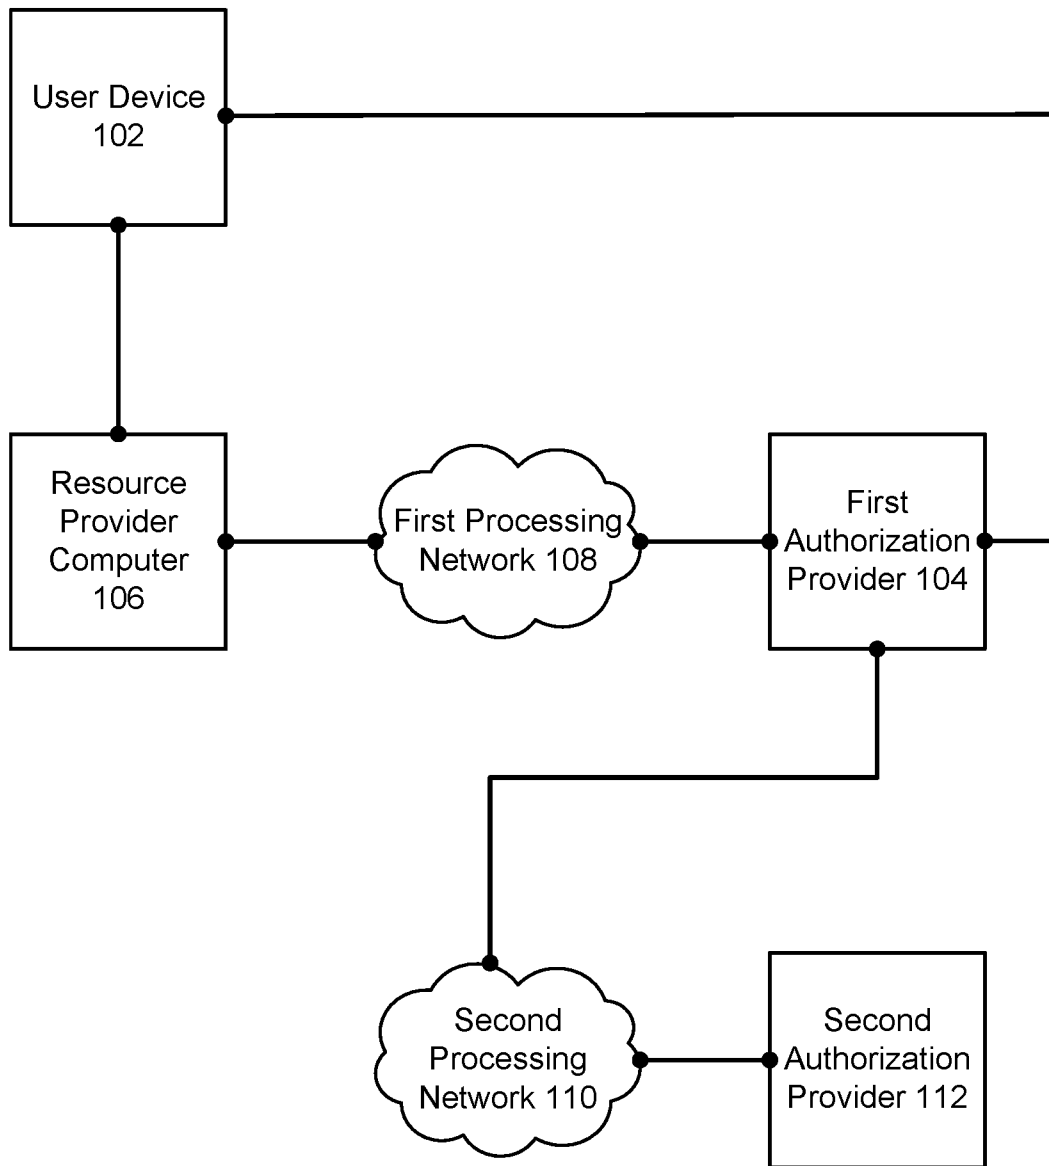 User Device
102
Resource
Provider
Computer
106
First Processing
Network 108
First
Authorization
Provider 104
Second
Processing
Network 110
Second
Authorization
Provider 112